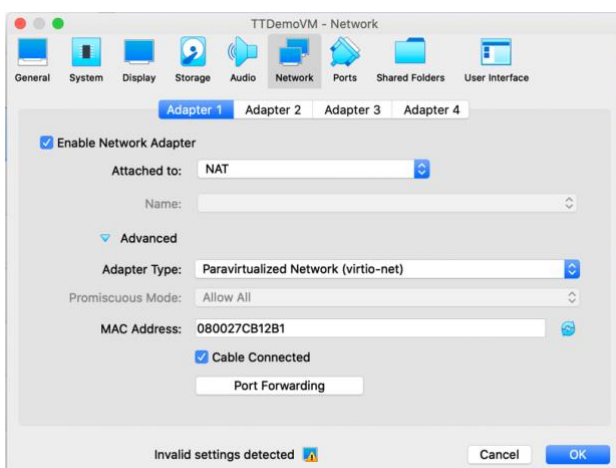 TTDemoVM - Network
General System Display Storage Audio Network Ports Shared Folders User Interface
Adapter 1 Adapter 2 Adapter 3 Adapter 4
Enable Network Adapter
Attached to: NAT
Name:
Advanced
Adapter Type: Paravirtualized Network (virtio-net)
Promiscuous Mode: Allow All
MAC Address: 080027CB12B1
Cable Connected
Port Forwarding
Invalid settings detected Cancel OK